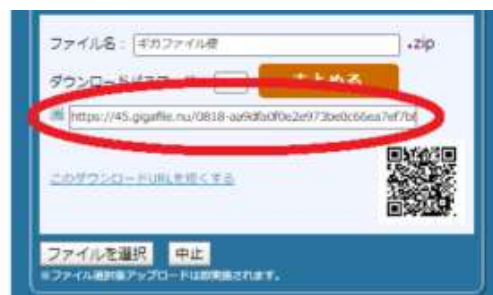 ファイル名: ギガファイル便 .zip
ダウンロードパスワード: まとめる
https://45.gigafile.nu/0818-
このダウンロードURLを短くする
ファイルを選択 中止
※ファイル選択後アップロードは即実施されます。